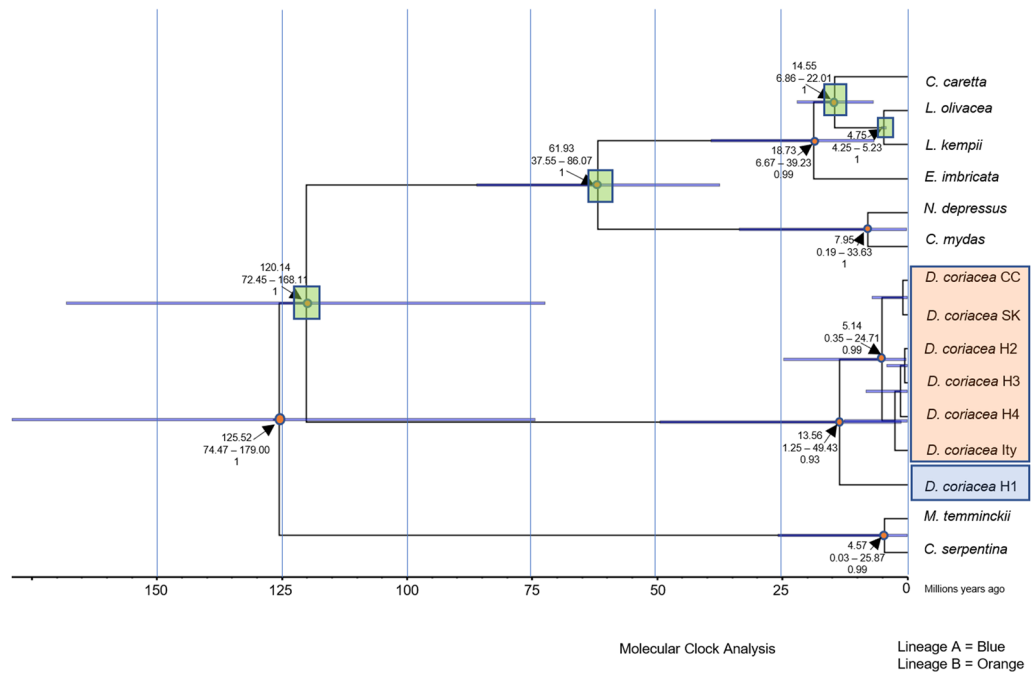 14.55
6.86 – 22.01
1
C. caretta
L. olivacea
4.75
4.25 – 5.23
1
L. kempii
18.73
6.67 – 39.23
0.99
E. imbricata
61.93
37.55 – 86.07
1
N. depressus
7.95
0.19 – 33.63
1
C. mydas
120.14
72.45 – 168.11
1
D. coriacea CC
D. coriacea SK
5.14
0.35 – 24.71
0.99
D. coriacea H2
D. coriacea H3
D. coriacea H4
125.52
74.47 – 179.00
1
13.56
1.25 – 49.43
0.93
D. coriacea Ity
D. coriacea H1
M. temminckii
4.57
0.03 – 25.87
0.99
C. serpentina
150 125 100 75 50 25 0 Millions years ago
Molecular Clock Analysis
Lineage A = Blue
Lineage B = Orange